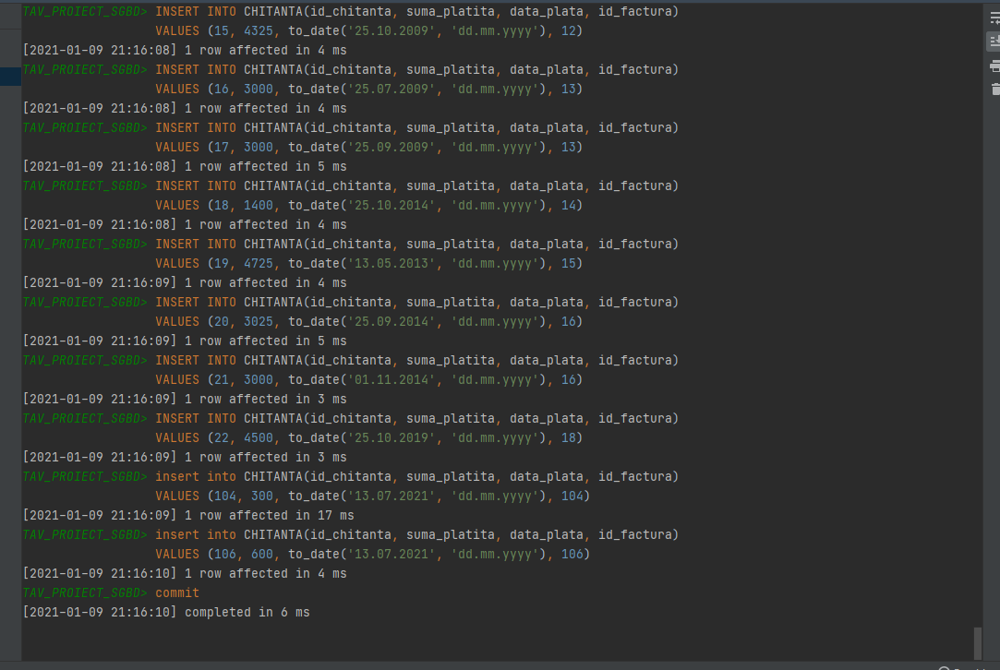 TAV_PROIECT_SGBD> INSERT INTO CHITANTA(id_chitanta, suma_platita, data_plata, id_factura)
VALUES (15, 4325, to_date('25.10.2009', 'dd.mm.yyyy'), 12)
[2021-01-09 21:16:08] 1 row affected in 4 ms
TAV_PROIECT_SGBD> INSERT INTO CHITANTA(id_chitanta, suma_platita, data_plata, id_factura)
VALUES (16, 3000, to_date('25.07.2009', 'dd.mm.yyyy'), 13)
[2021-01-09 21:16:08] 1 row affected in 4 ms
TAV_PROIECT_SGBD> INSERT INTO CHITANTA(id_chitanta, suma_platita, data_plata, id_factura)
VALUES (17, 3000, to_date('25.09.2009', 'dd.mm.yyyy'), 13)
[2021-01-09 21:16:08] 1 row affected in 5 ms
TAV_PROIECT_SGBD> INSERT INTO CHITANTA(id_chitanta, suma_platita, data_plata, id_factura)
VALUES (18, 1400, to_date('25.10.2014', 'dd.mm.yyyy'), 14)
[2021-01-09 21:16:08] 1 row affected in 4 ms
TAV_PROIECT_SGBD> INSERT INTO CHITANTA(id_chitanta, suma_platita, data_plata, id_factura)
VALUES (19, 4725, to_date('13.05.2013', 'dd.mm.yyyy'), 15)
[2021-01-09 21:16:09] 1 row affected in 4 ms
TAV_PROIECT_SGBD> INSERT INTO CHITANTA(id_chitanta, suma_platita, data_plata, id_factura)
VALUES (20, 3025, to_date('25.09.2014', 'dd.mm.yyyy'), 16)
[2021-01-09 21:16:09] 1 row affected in 5 ms
TAV_PROIECT_SGBD> INSERT INTO CHITANTA(id_chitanta, suma_platita, data_plata, id_factura)
VALUES (21, 3000, to_date('01.11.2014', 'dd.mm.yyyy'), 16)
[2021-01-09 21:16:09] 1 row affected in 3 ms
TAV_PROIECT_SGBD> INSERT INTO CHITANTA(id_chitanta, suma_platita, data_plata, id_factura)
VALUES (22, 4500, to_date('25.10.2019', 'dd.mm.yyyy'), 18)
[2021-01-09 21:16:09] 1 row affected in 3 ms
TAV_PROIECT_SGBD> insert into CHITANTA(id_chitanta, suma_platita, data_plata, id_factura)
VALUES (104, 300, to_date('13.07.2021', 'dd.mm.yyyy'), 104)
[2021-01-09 21:16:09] 1 row affected in 17 ms
TAV_PROIECT_SGBD> insert into CHITANTA(id_chitanta, suma_platita, data_plata, id_factura)
VALUES (106, 600, to_date('13.07.2021', 'dd.mm.yyyy'), 106)
[2021-01-09 21:16:10] 1 row affected in 4 ms
TAV_PROIECT_SGBD> commit
[2021-01-09 21:16:10] completed in 6 ms